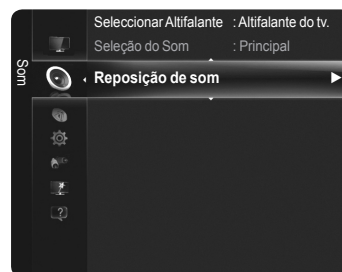 Som
Seleccionar Altifalante : Altifalante do tv.
Seleção do Som : Principal
Reposição de som